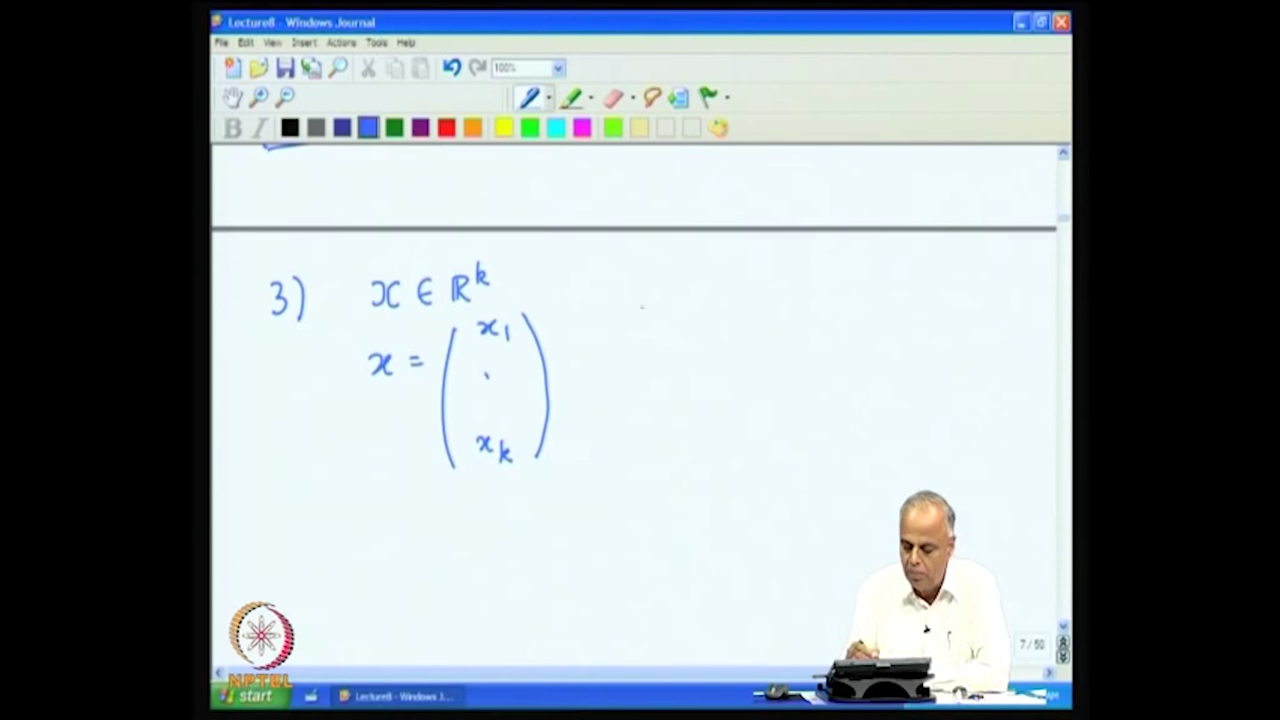 Lecture8 - Windows Journal
File Edit View Insert Actions Tools Help
100%
B I
3) x ∈ ℝ^k
x = ( x₁
.
x_k )
7 / 50
NPTEL
start Lecture8 - Windows J...